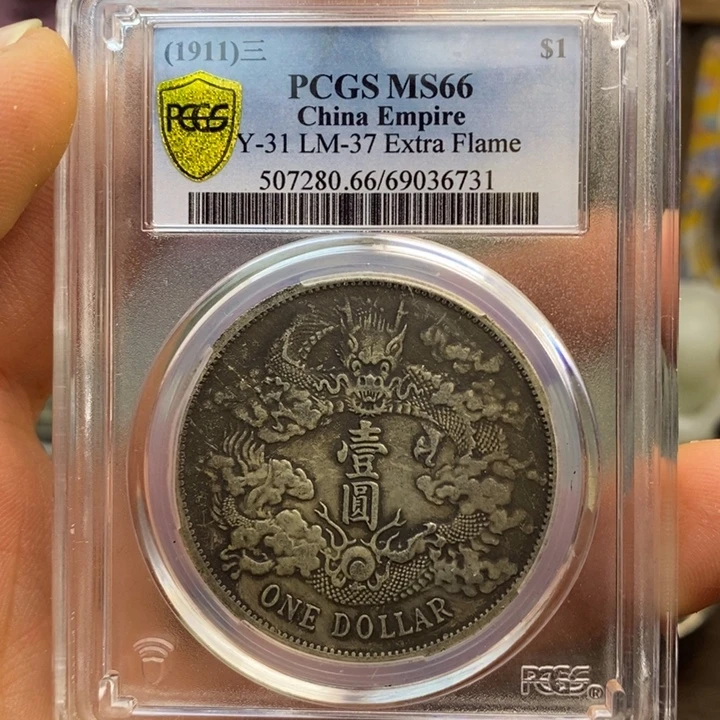 (1911)三 $1
PCGS MS66
China Empire
PCGS
Y-31 LM-37 Extra Flame
507280.66/69036731
壹
圓
ONE DOLLAR
PCGS®